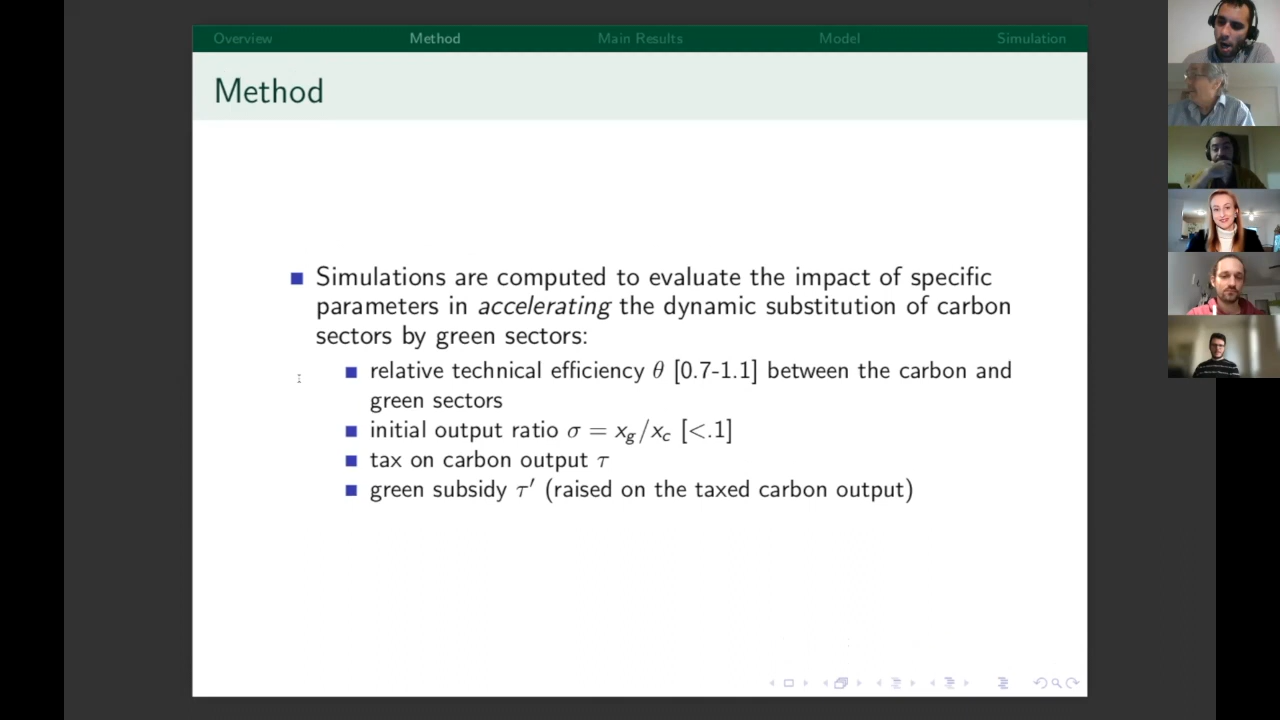 Overview Method Main Results Model Simulation
Method
Simulations are computed to evaluate the impact of specific
parameters in accelerating the dynamic substitution of carbon
sectors by green sectors:
relative technical efficiency θ [0.7-1.1] between the carbon and
green sectors
initial output ratio σ = x_g/x_c [<.1]
tax on carbon output τ
green subsidy τ′ (raised on the taxed carbon output)